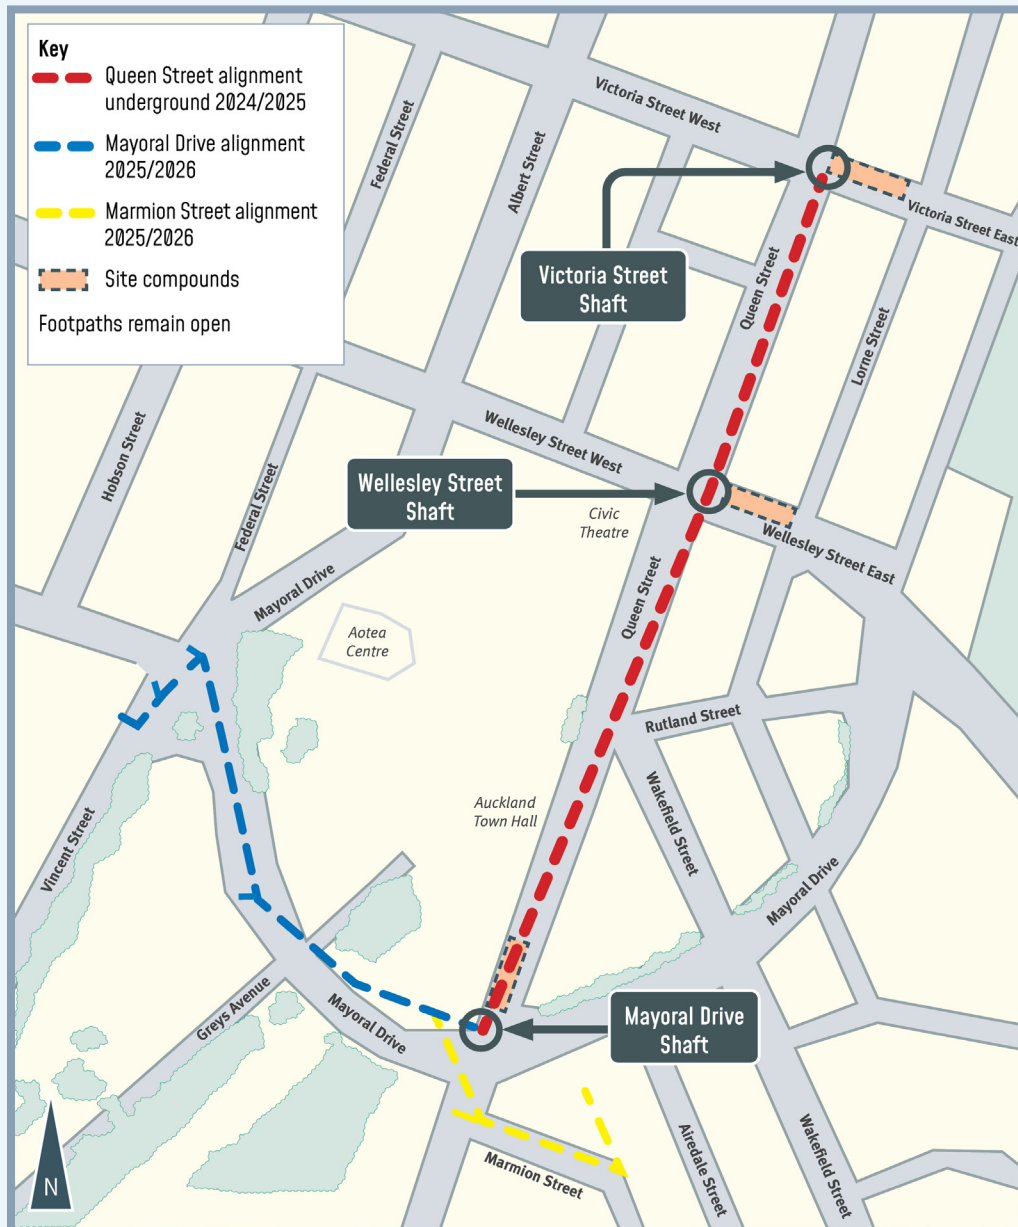 Key
Queen Street alignment
underground 2024/2025
Mayoral Drive alignment
2025/2026
Marmion Street alignment
2025/2026
Site compounds
Footpaths remain open
Victoria Street West
Federal Street
Albert Street
Victoria Street East
Victoria Street
Shaft
Queen Street
Lorne Street
Hobson Street
Wellesley Street West
Federal Street
Wellesley Street
Shaft
Civic
Theatre
Wellesley Street East
Mayoral Drive
Queen Street
Aotea
Centre
Rutland Street
Wakefield Street
Auckland
Town Hall
Vincent Street
Mayoral Drive
Greys Avenue
Mayoral Drive
Mayoral Drive
Shaft
Marmion Street
Airedale Street
Wakefield Street
N